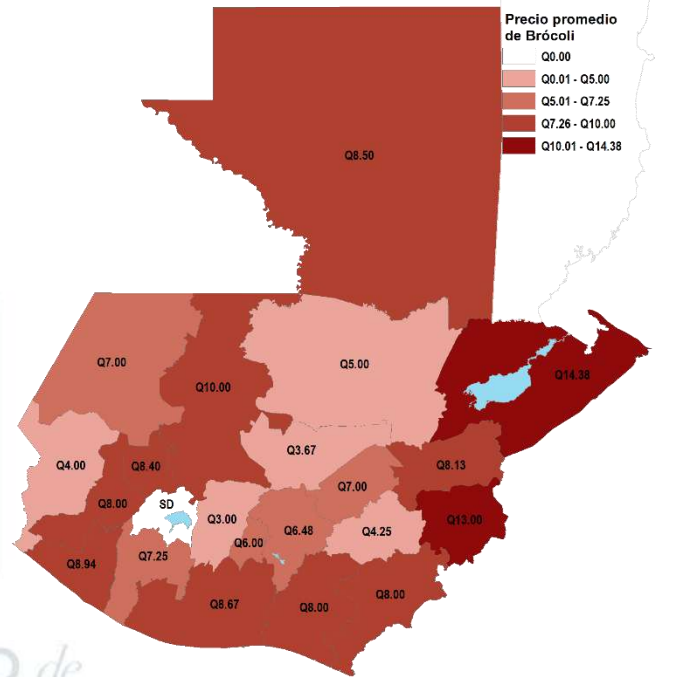 Precio promedio
de Brócoli
Q0.00
Q0.01 - Q5.00
Q5.01 - Q7.25
Q7.26 - Q10.00
Q10.01 - Q14.38
Q8.50
Q7.00
Q10.00
Q5.00
Q14.38
Q4.00
Q8.40
Q3.67
Q8.13
Q7.00
Q8.00
SD
Q3.00
Q6.00
Q6.48
Q4.25
Q13.00
Q8.94
Q7.25
Q8.67
Q8.00
Q8.00
de